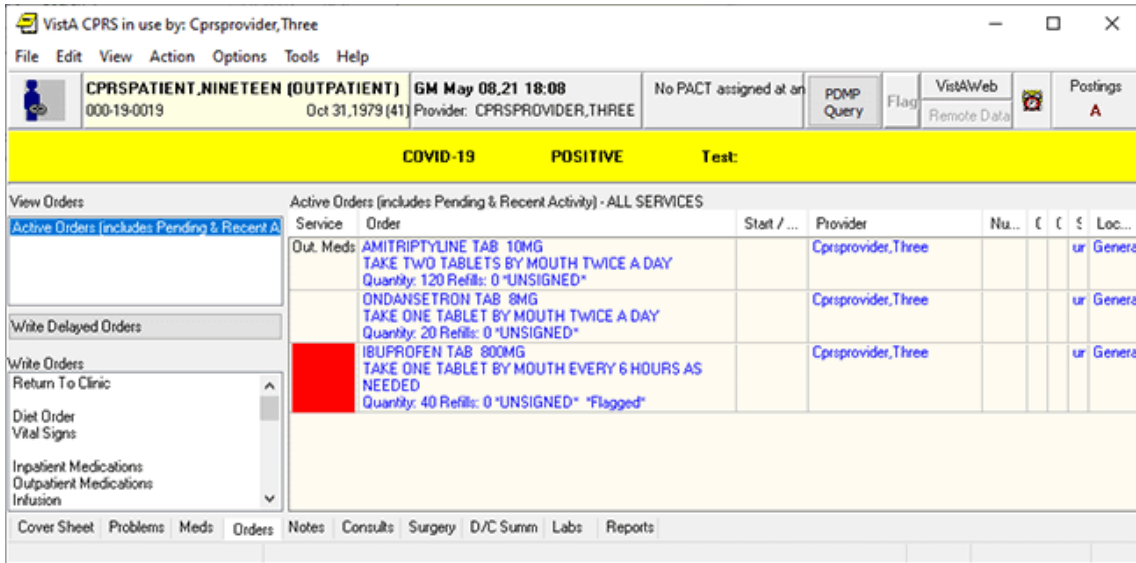 VistA CPRS in use by: Cprsprovider,Three
File Edit View Action Options Tools Help
CPRSPATIENT,NINETEEN (OUTPATIENT) GM May 08,21 18:08 No PACT assigned at an PDMP Query Flag VistAWeb Postings
000-19-0019 Oct 31,1979 (41) Provider: CPRSPROVIDER,THREE Remote Data A
COVID-19 POSITIVE Test:
View Orders
Active Orders (includes Pending & Recent A
Write Delayed Orders
Write Orders
Return To Clinic
Diet Order
Vital Signs
Inpatient Medications
Outpatient Medications
Infusion
Active Orders (includes Pending & Recent Activity) - ALL SERVICES
Service Order Start / ... Provider Nu... Loc...
Out. Meds AMITRIPTYLINE TAB 10MG Cprsprovider,Three ur Genera
TAKE TWO TABLETS BY MOUTH TWICE A DAY
Quantity: 120 Refills: 0 *UNSIGNED*
ONDANSETRON TAB 8MG Cprsprovider,Three ur Genera
TAKE ONE TABLET BY MOUTH TWICE A DAY
Quantity: 20 Refills: 0 *UNSIGNED*
IBUPROFEN TAB 800MG Cprsprovider,Three ur Genera
TAKE ONE TABLET BY MOUTH EVERY 6 HOURS AS
NEEDED
Quantity: 40 Refills: 0 *UNSIGNED* *Flagged*
Cover Sheet Problems Meds Orders Notes Consults Surgery D/C Summ Labs Reports